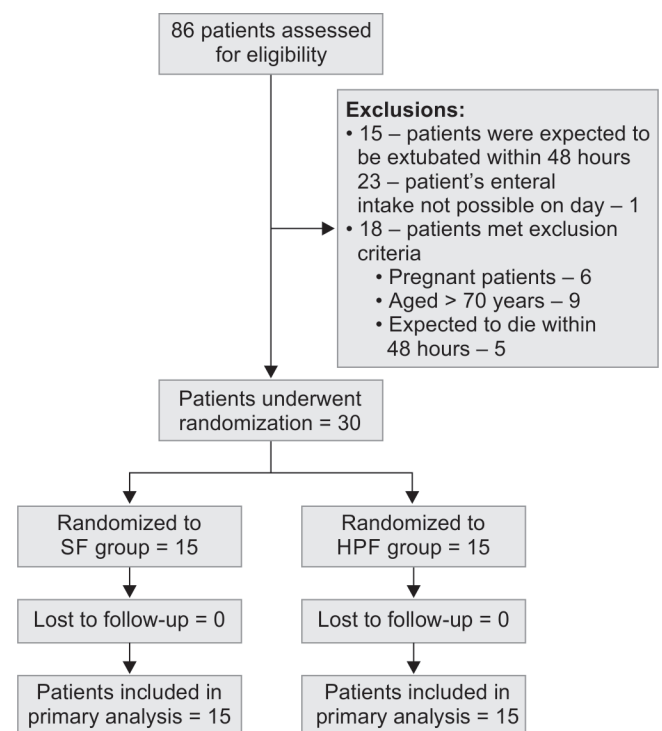 86 patients assessed
for eligibility
Exclusions:
• 15 – patients were expected to
be extubated within 48 hours
23 – patient's enteral
intake not possible on day – 1
• 18 – patients met exclusion
criteria
• Pregnant patients – 6
• Aged > 70 years – 9
• Expected to die within
48 hours – 5
Patients underwent
randomization = 30
Randomized to
SF group = 15
Randomized to
HPF group = 15
Lost to follow-up = 0
Lost to follow-up = 0
Patients included in
primary analysis = 15
Patients included in
primary analysis = 15